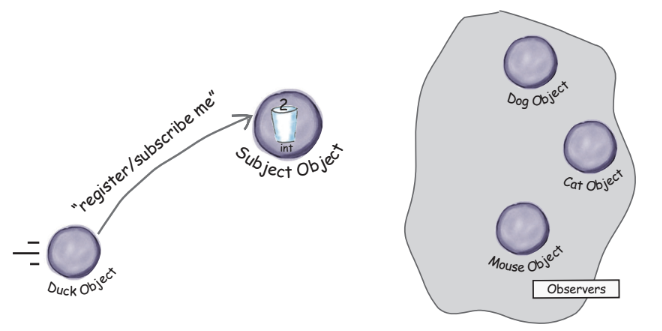 "register/subscribe me"
2
int
Subject Object
Duck Object
Dog Object
Cat Object
Mouse Object
Observers